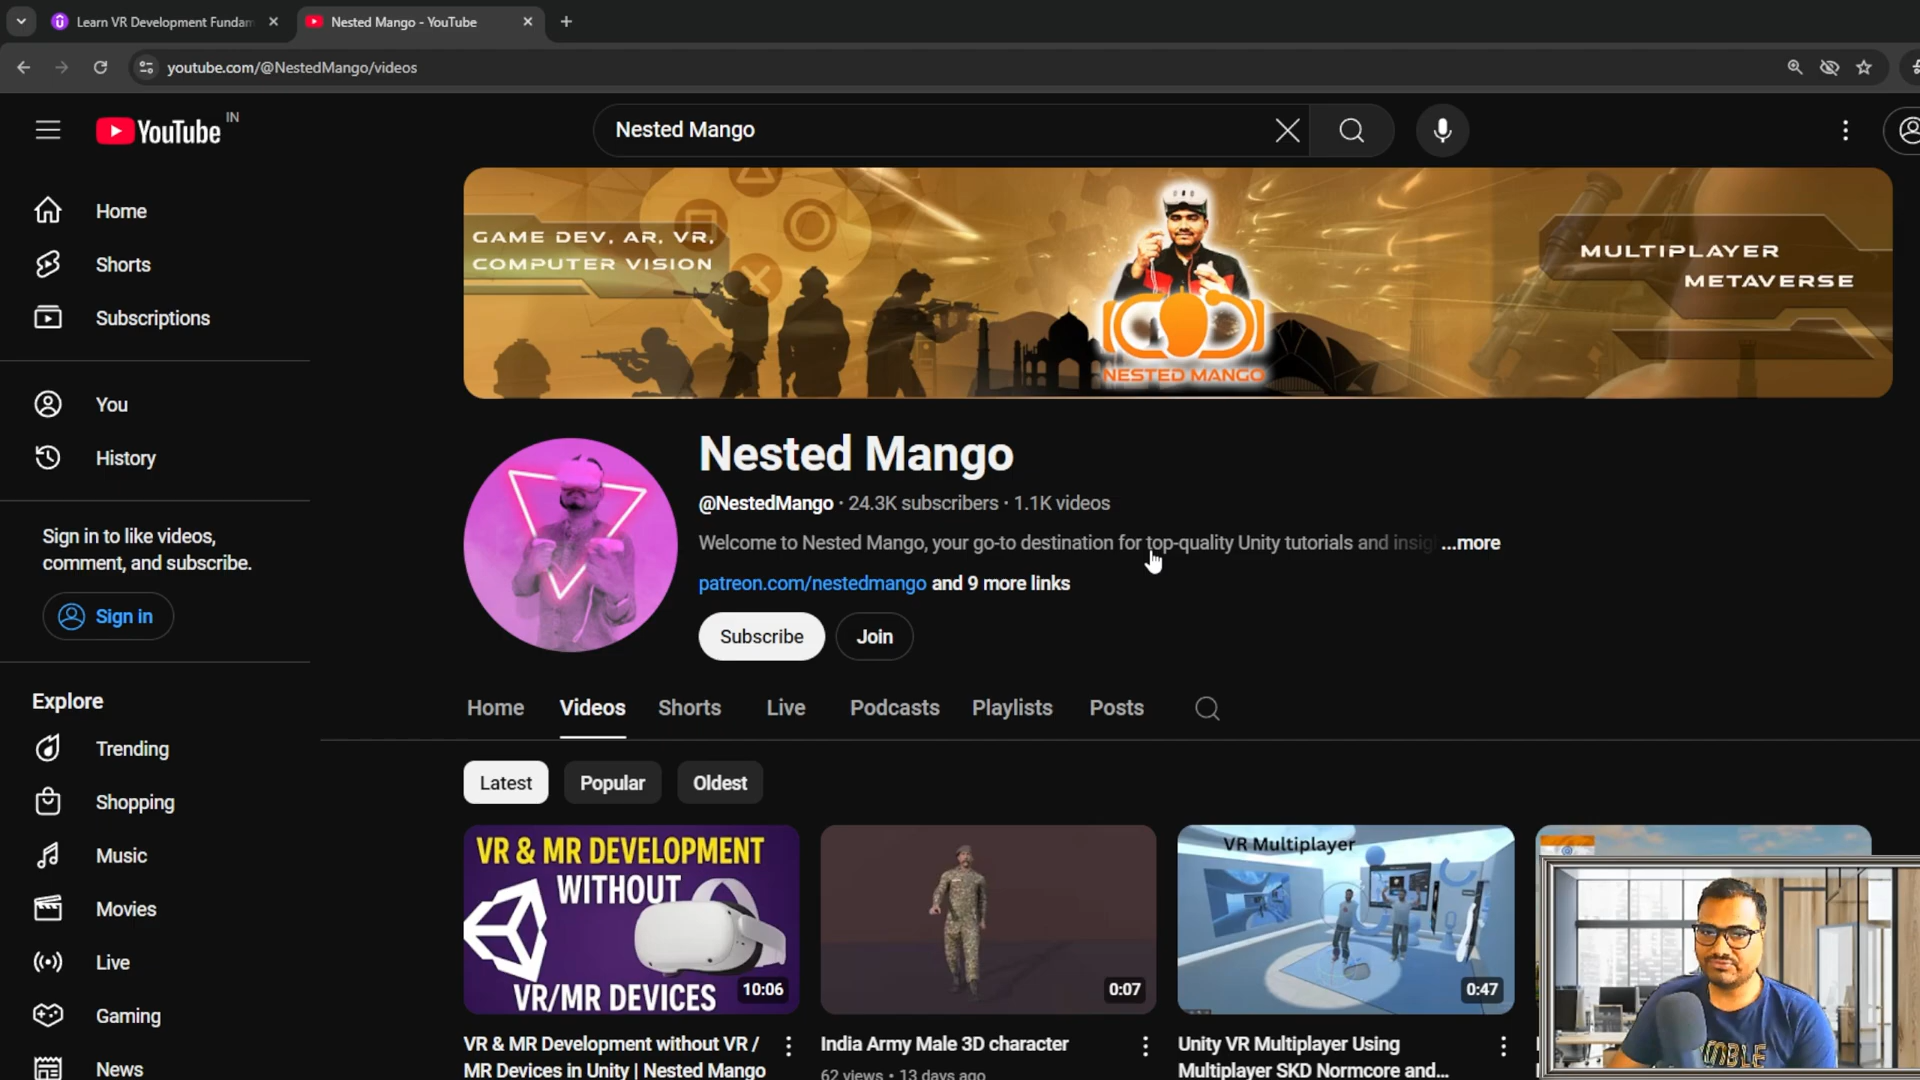 Learn VR Development Fundam
Nested Mango - YouTube
youtube.com/@NestedMango/videos
YouTube IN
Nested Mango
Home
Shorts
Subscriptions
You
History
Sign in to like videos,
comment, and subscribe.
Sign in
Explore
Trending
Shopping
Music
Movies
Live
Gaming
News
GAME DEV, AR, VR,
COMPUTER VISION
NESTED MANGO
MULTIPLAYER
METAVERSE
Nested Mango
@NestedMango · 24.3K subscribers · 1.1K videos
Welcome to Nested Mango, your go-to destination for top-quality Unity tutorials and insig ...more
patreon.com/nestedmango and 9 more links
Subscribe
Join
Home
Videos
Shorts
Live
Podcasts
Playlists
Posts
Latest
Popular
Oldest
VR & MR DEVELOPMENT
WITHOUT
VR/MR DEVICES
10:06
VR & MR Development without VR /
MR Devices in Unity | Nested Mango
0:07
India Army Male 3D character
62 views • 13 days ago
VR Multiplayer
0:47
Unity VR Multiplayer Using
Multiplayer SKD Normcore and...